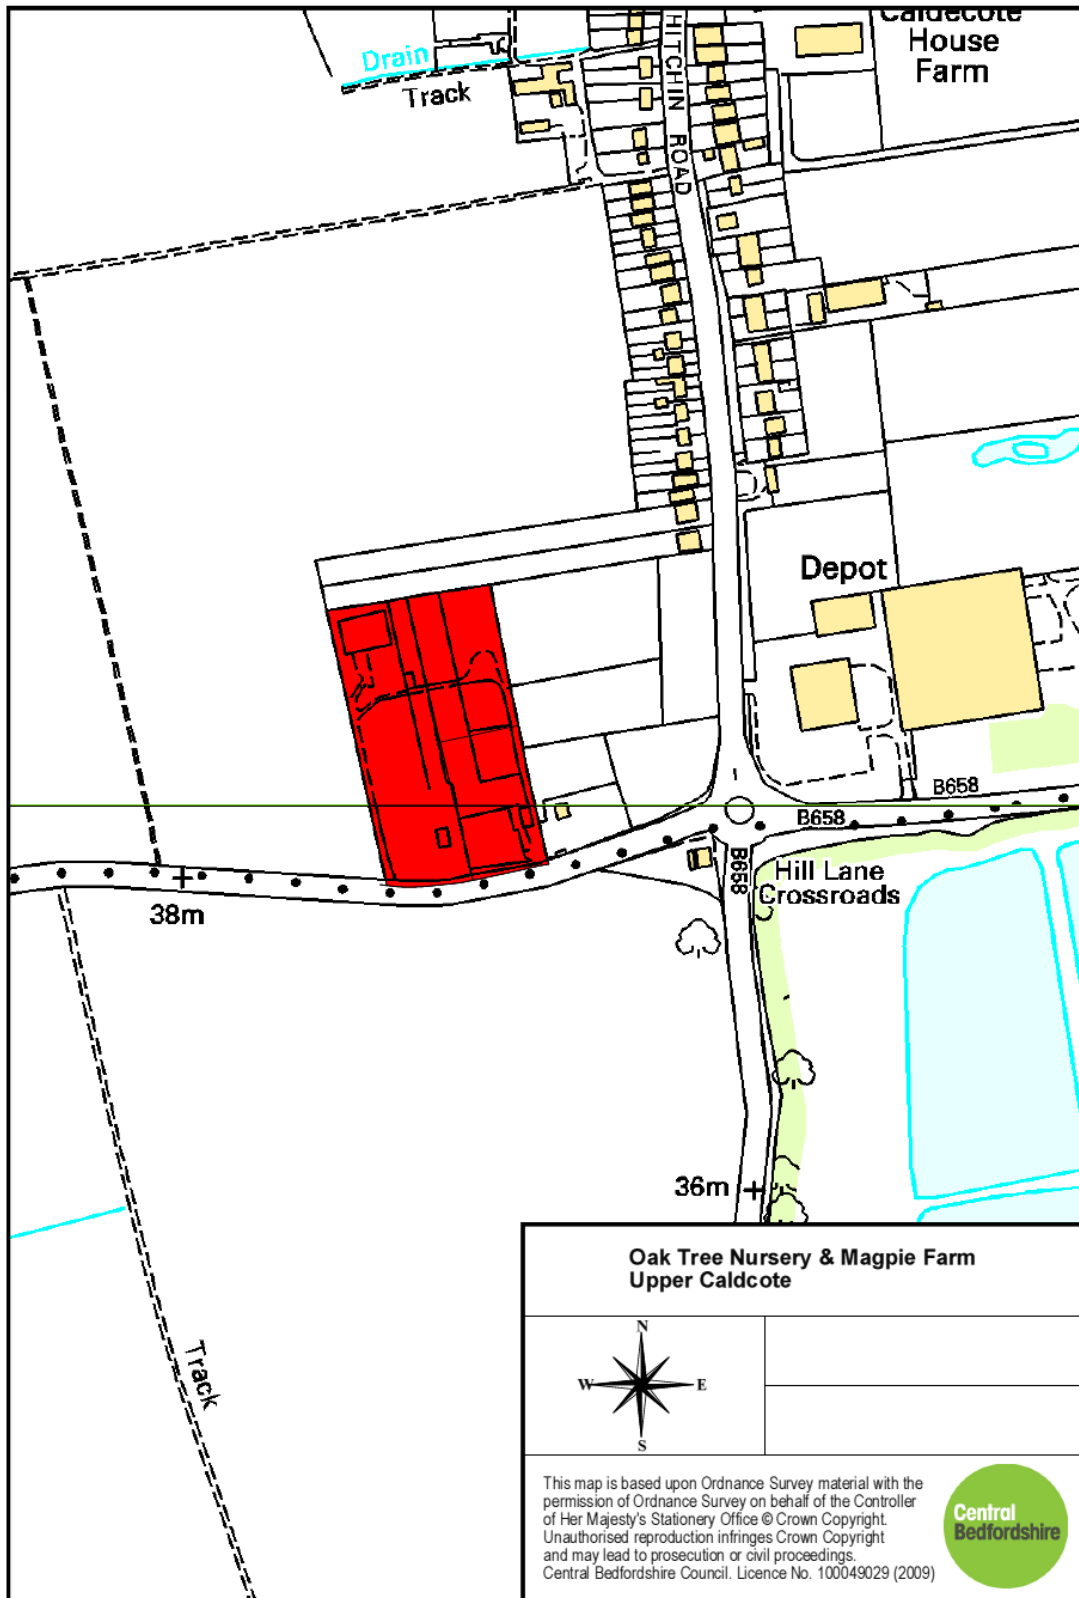 Caldecote
House
Farm
Drain
Track
HITCHIN ROAD
Depot
B658
B658
B658
Hill Lane
Crossroads
38m
36m
Track
Oak Tree Nursery & Magpie Farm
Upper Caldcote
N
W
E
S
This map is based upon Ordnance Survey material with the
permission of Ordnance Survey on behalf of the Controller
of Her Majesty's Stationery Office © Crown Copyright.
Unauthorised reproduction infringes Crown Copyright
and may lead to prosecution or civil proceedings.
Central Bedfordshire Council. Licence No. 100049029 (2009)
Central
Bedfordshire